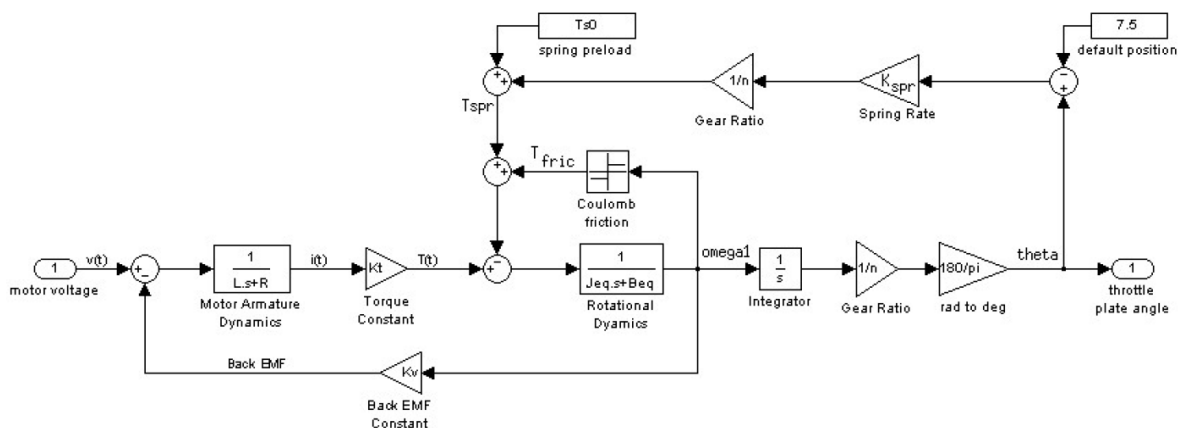 Ts0
spring preload
7.5
default position
1/n
Gear Ratio
K_spr
Spring Rate
Tspr
T_fric
Coulomb
friction
1
v(t)
motor voltage
1
L.s+R
Motor Armature
Dynamics
i(t)
Kt
Torque
Constant
T(t)
1
Jeq.s+Beq
Rotational
Dyamics
omega1
1
s
Integrator
1/n
Gear Ratio
180/pi
rad to deg
theta
1
throttle
plate angle
Back EMF
Kv
Back EMF
Constant